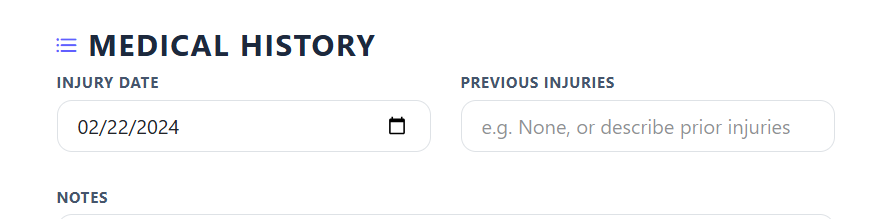 MEDICAL HISTORY
INJURY DATE
PREVIOUS INJURIES
02/22/2024
e.g. None, or describe prior injuries
NOTES